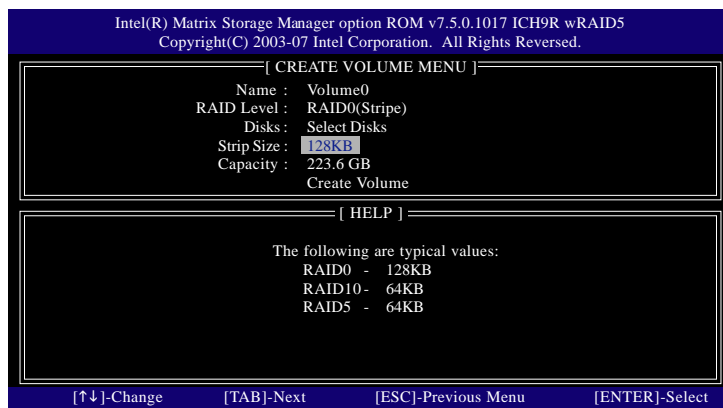 Intel(R) Matrix Storage Manager option ROM v7.5.0.1017 ICH9R wRAID5
Copyright(C) 2003-07 Intel Corporation. All Rights Reversed.
[ CREATE VOLUME MENU ]
Name : Volume0
RAID Level : RAID0(Stripe)
Disks : Select Disks
Strip Size : 128KB
Capacity : 223.6 GB
Create Volume
[ HELP ]
The following are typical values:
RAID0 - 128KB
RAID10 - 64KB
RAID5 - 64KB
[↑↓]-Change [TAB]-Next [ESC]-Previous Menu [ENTER]-Select